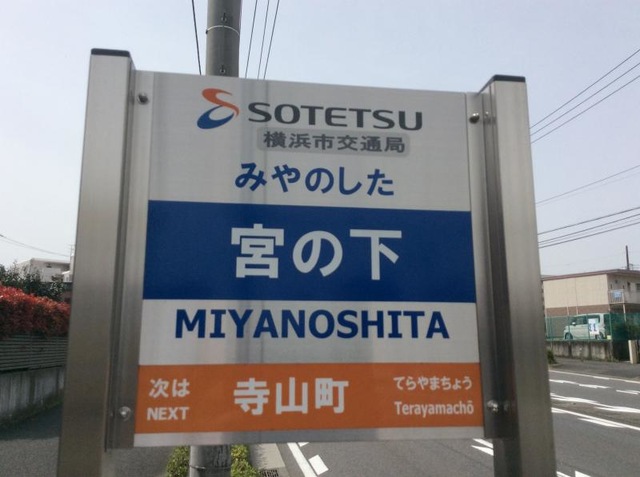 SOTETSU
横浜市交通局
みやのした
宮の下
MIYANOSHITA
次は 寺山町 てらやまちょう
NEXT Terayamachō